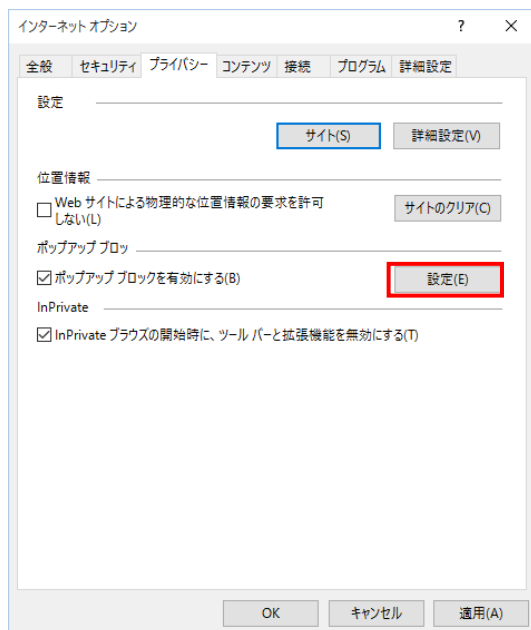 インターネット オプション ? ×
全般 セキュリティ プライバシー コンテンツ 接続 プログラム 詳細設定
設定
サイト(S) 詳細設定(V)
位置情報
Web サイトによる物理的な位置情報の要求を許可
しない(L)
サイトのクリア(C)
ポップアップ ブロッ
ポップアップ ブロックを有効にする(B) 設定(E)
InPrivate
InPrivate ブラウズの開始時に、ツール バーと拡張機能を無効にする(T)
OK キャンセル 適用(A)